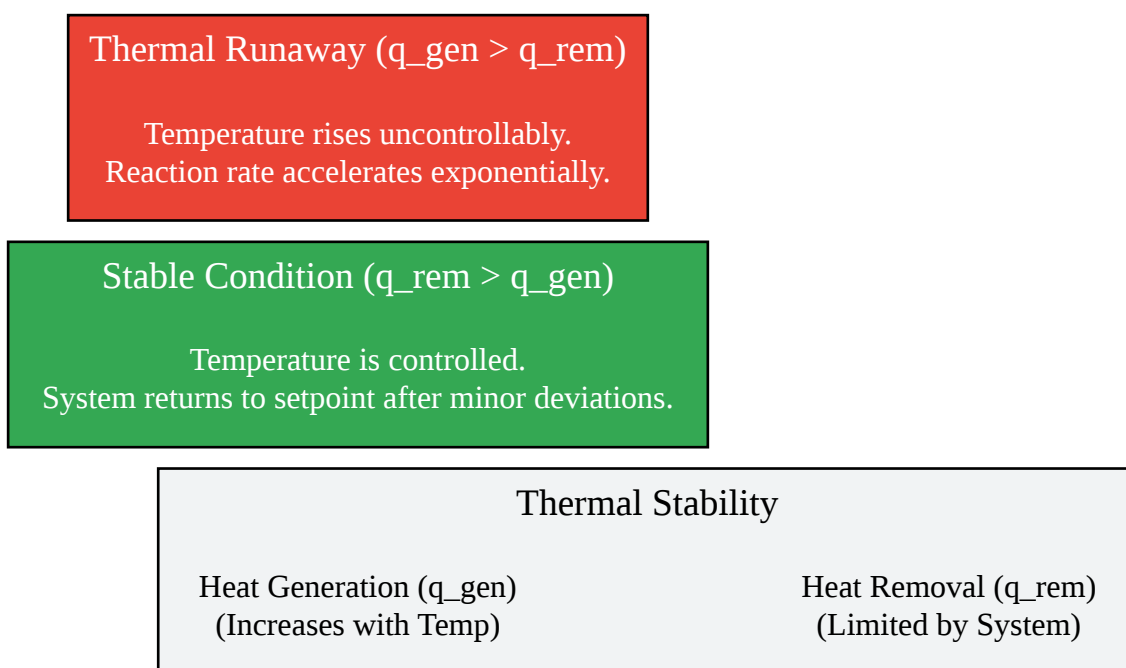 Thermal Runaway (q_gen > q_rem)
Temperature rises uncontrollably.
Reaction rate accelerates exponentially.
Stable Condition (q_rem > q_gen)
Temperature is controlled.
System returns to setpoint after minor deviations.
Thermal Stability
Heat Generation (q_gen)
(Increases with Temp)
Heat Removal (q_rem)
(Limited by System)